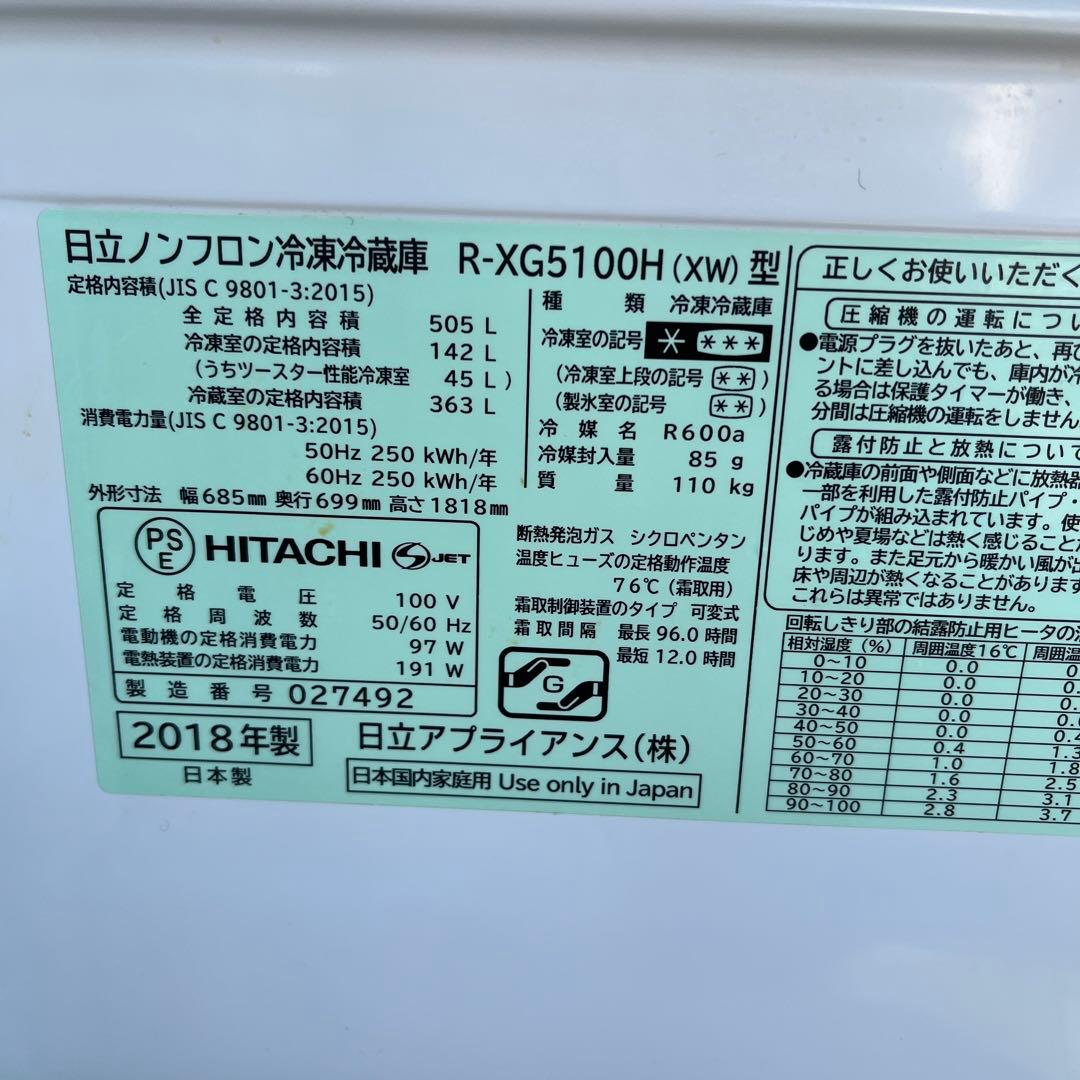 日立ノンフロン冷凍冷蔵庫 R-XG5100H (XW) 型
定格内容積(JIS C 9801-3:2015)
全定格内容積 505 L
冷凍室の定格内容積 142 L
(うちツースター性能冷凍室 45 L)
冷蔵室の定格内容積 363 L
消費電力量(JIS C 9801-3:2015)
50Hz 250 kWh/年
60Hz 250 kWh/年
外形寸法 幅685mm 奥行699mm 高さ1818mm
PSE HITACHI S JET
定格電圧 100 V
定格周波数 50/60 Hz
電動機の定格消費電力 97 W
電熱装置の定格消費電力 191 W
製造番号 027492
2018年製
日本製
種類 冷凍冷蔵庫
冷凍室の記号 * ***
(冷凍室上段の記号 **)
(製氷室の記号 **)
冷媒名 R600a
冷媒封入量 85 g
質量 110 kg
断熱発泡ガス シクロペンタン
温度ヒューズの定格動作温度
76℃(霜取用)
霜取制御装置のタイプ 可変式
霜取間隔 最長 96.0 時間
最短 12.0 時間
G
日立アプライアンス(株)
日本国内家庭用 Use only in Japan
正しくお使いいただく
圧縮機の運転につい
●電源プラグを抜いたあと、再び
ントに差し込んでも、庫内が冷
る場合は保護タイマーが働き、
分間は圧縮機の運転をしません
露付防止と放熱について
●冷蔵庫の前面や側面などに放熱器
一部を利用した露付防止パイプ・
パイプが組み込まれています。使
じめや夏場などは熱く感じること
ります。また足元から暖かい風が出
床や周辺が熱くなることがあります
これらは異常ではありません。
回転しきり部の結露防止用ヒータの
相対湿度(%) 周囲温度16℃ 周囲温
0~10 0.0
10~20 0.0
20~30 0.0
30~40 0.0
40~50 0.0
50~60 0.4 1.3
60~70 1.0 1.8
70~80 1.6 2.5
80~90 2.3 3.1
90~100 2.8 3.7